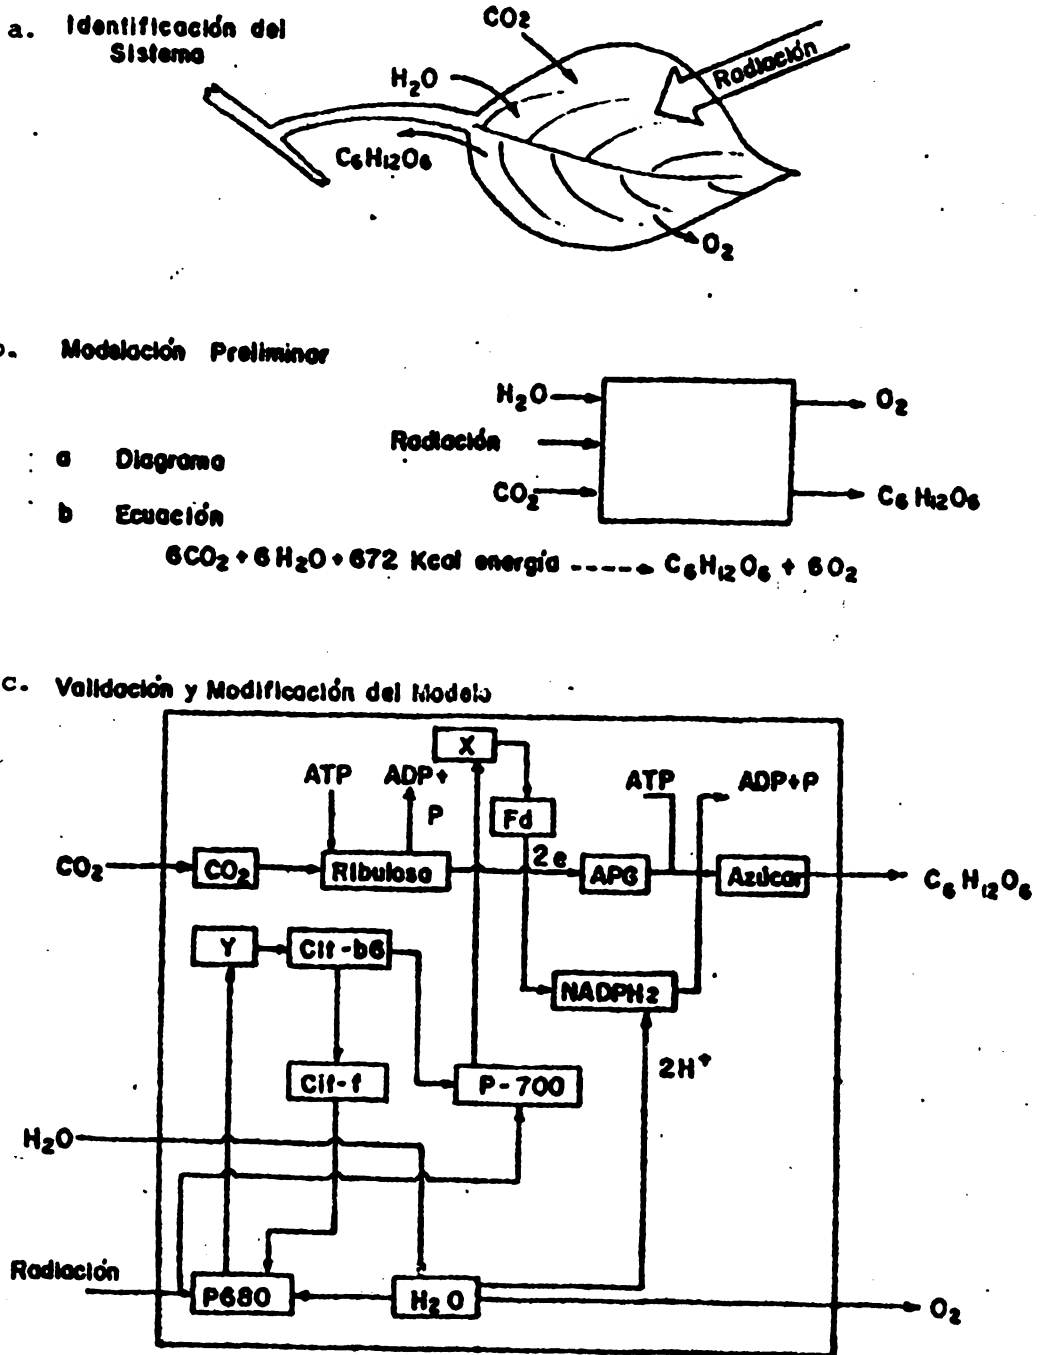 a. Identificación del
Sistema
CO2
H2O
Radiación
C6H12O6
O2
b. Modelación Preliminar
H2O
O2
Radiación
a Diagrama
CO2
C6H12O6
b Ecuación
6CO2 + 6H2O + 672 Kcal energía ----→ C6H12O6 + 6O2
c. Validación y Modificación del Modelo
X
ATP
ADP+
P
ATP
ADP+P
Fd
2e
CO2
CO2
Ribulosa
APG
Azúcar
C6H12O6
Y
Cit-b6
NADPH2
Cit-f
P-700
2H+
H2O
Radiación
P680
H2O
O2